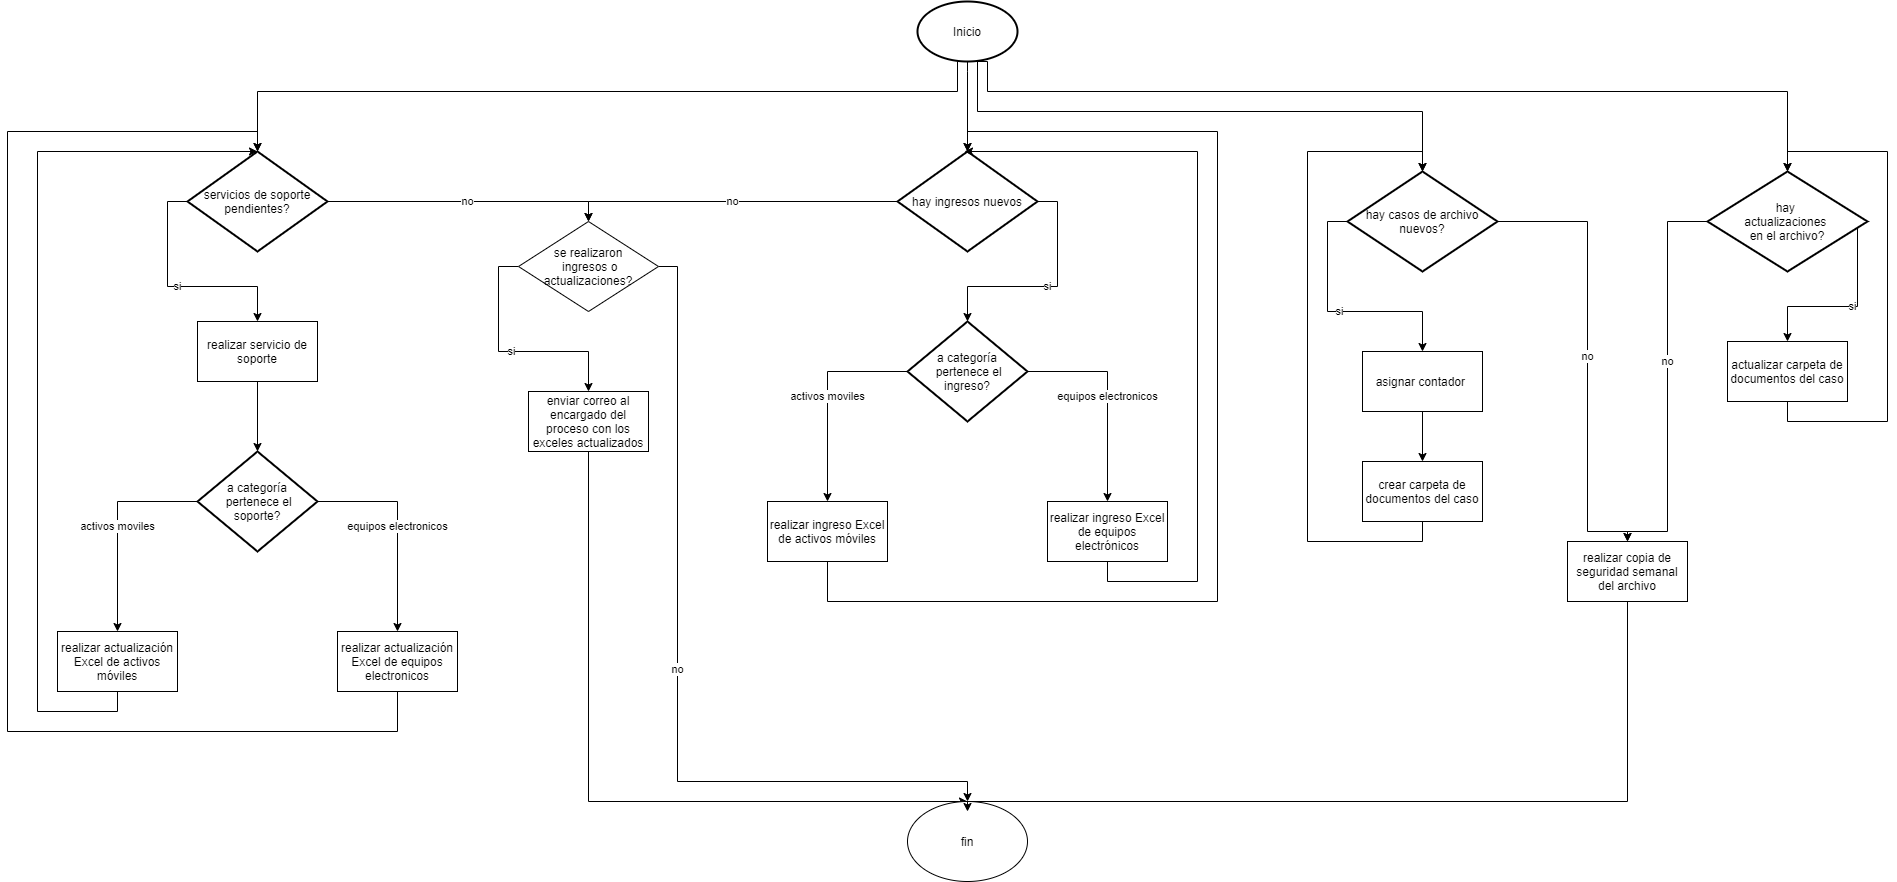 Inicio
servicios de soporte
pendientes?
no
no
hay ingresos nuevos
hay casos de archivo
nuevos?
hay
actualizaciones
en el archivo?
se realizaron
ingresos o
actualizaciones?
si
si
si
si
si
realizar servicio de
soporte
a categoría
pertenece el
ingreso?
no
no
actualizar carpeta de
documentos del caso
asignar contador
activos moviles
equipos electronicos
enviar correo al
encargado del
proceso con los
exceles actualizados
a categoría
pertenece el
soporte?
crear carpeta de
documentos del caso
activos moviles
equipos electronicos
realizar ingreso Excel
de activos móviles
realizar ingreso Excel
de equipos
electrónicos
realizar copia de
seguridad semanal
del archivo
realizar actualización
Excel de activos
móviles
realizar actualización
Excel de equipos
electronicos
no
fin